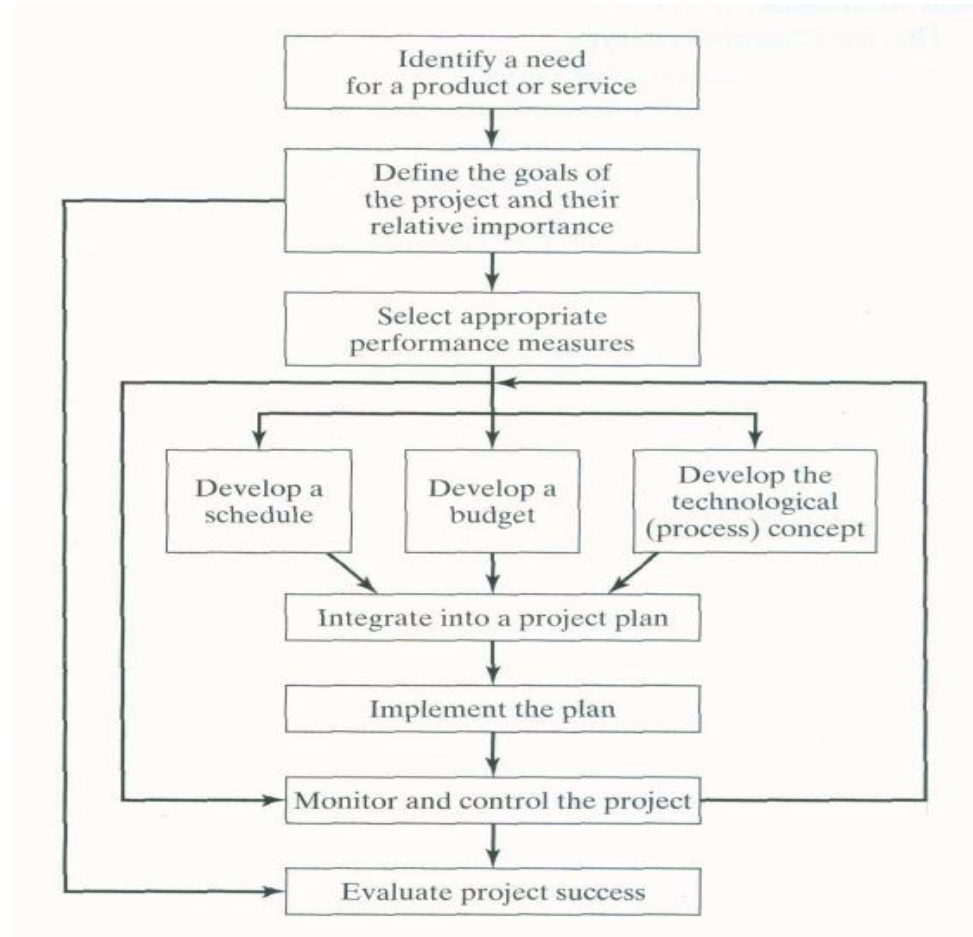 Identify a need
for a product or service
Define the goals of
the project and their
relative importance
Select appropriate
performance measures
Develop a
schedule
Develop a
budget
Develop the
technological
(process) concept
Integrate into a project plan
Implement the plan
Monitor and control the project
Evaluate project success